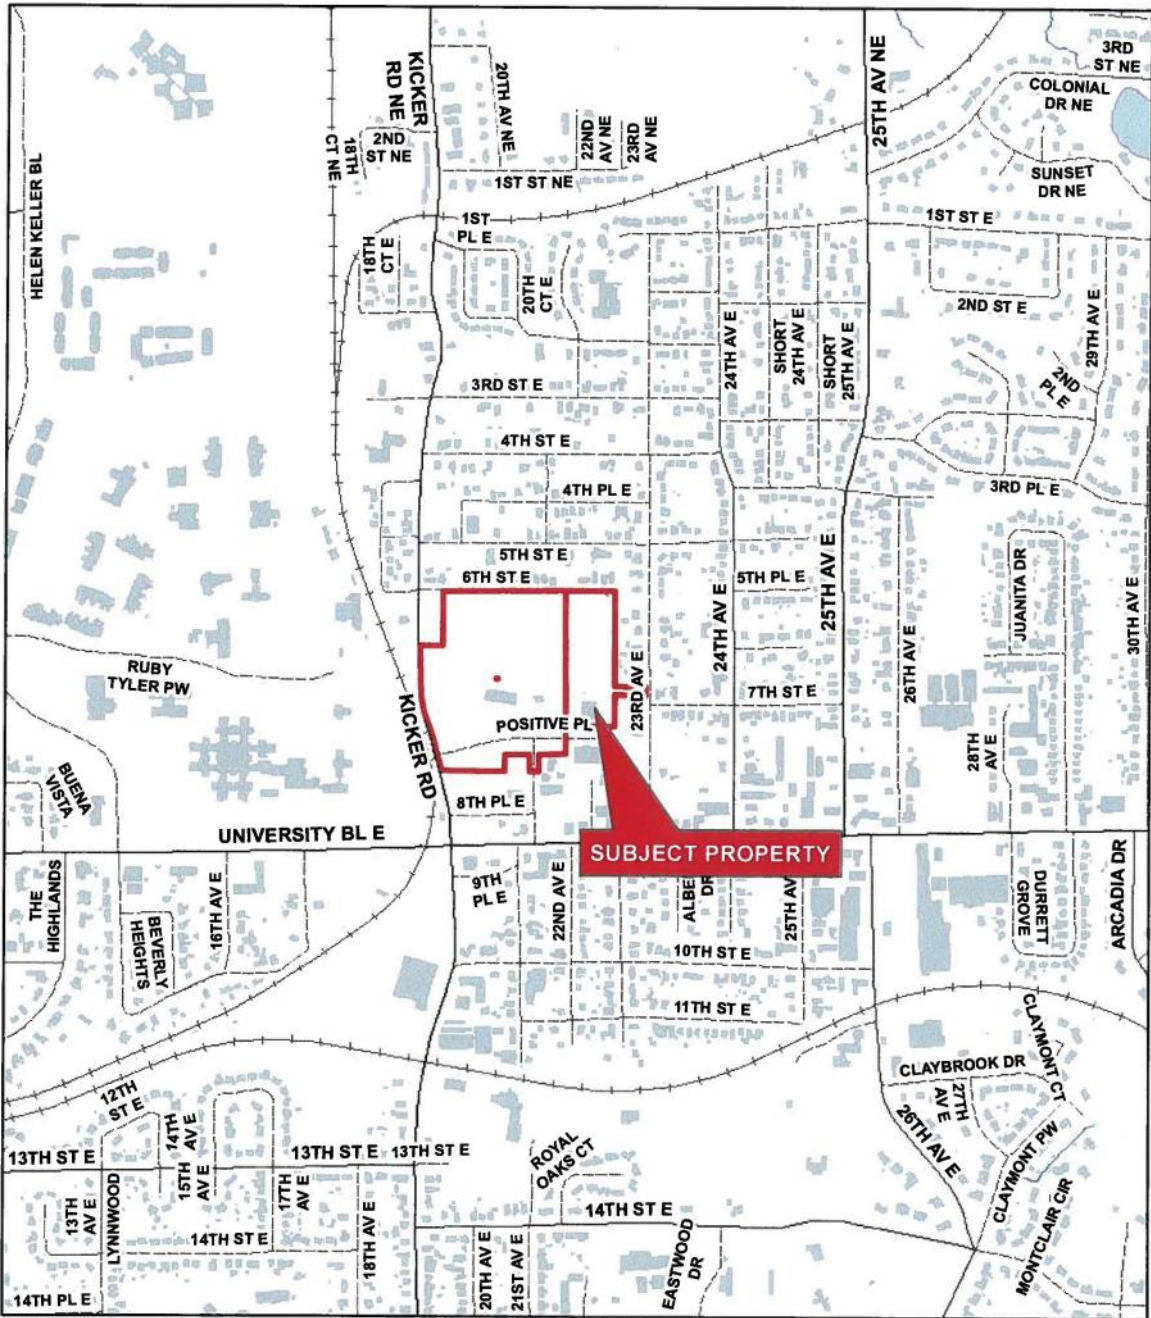 25TH AV NE
3RD
ST NE
COLONIAL
DR NE
SUNSET
DR NE
KICKER
RD NE
20TH AV NE
22ND
AV NE
23RD
AV NE
2ND
ST NE
18TH
CT NE
1ST ST NE
HELEN KELLER BL
1ST
PL E
18TH
CT E
20TH
CT E
1ST ST E
2ND ST E
29TH AV E
24TH AV E
SHORT
24TH AV E
SHORT
25TH AV E
2ND
PL E
3RD ST E
4TH ST E
4TH PL E
3RD PL E
5TH ST E
6TH ST E
5TH PL E
24TH AV E
25TH AV E
26TH AV E
JUANITA DR
30TH AV E
RUBY
TYLER PW
23RD AV E
7TH ST E
POSITIVE PL
KICKER RD
28TH
AV E
BUENA
VISTA
8TH PL E
UNIVERSITY BL E
SUBJECT PROPERTY
THE
HIGHLANDS
BEVERLY
HEIGHTS
16TH AV E
9TH
PL E
22ND AV E
ALBE
DR
25TH AV
DURRETT
GROVE
ARCADIA DR
10TH ST E
11TH ST E
CLAYMONT CT
CLAYBROOK DR
27TH
AV E
26TH AV E
CLAYMONT PW
MONTCLAIR CIR
12TH
ST E
14TH
AV E
15TH
AV E
13TH ST E
13TH ST E
13TH ST E
17TH
AV E
ROYAL
OAKS CT
13TH
AV E
LYNNWOOD
14TH ST E
18TH AV E
14TH ST E
20TH AV E
21ST AV E
EASTWOOD
DR
14TH PL E